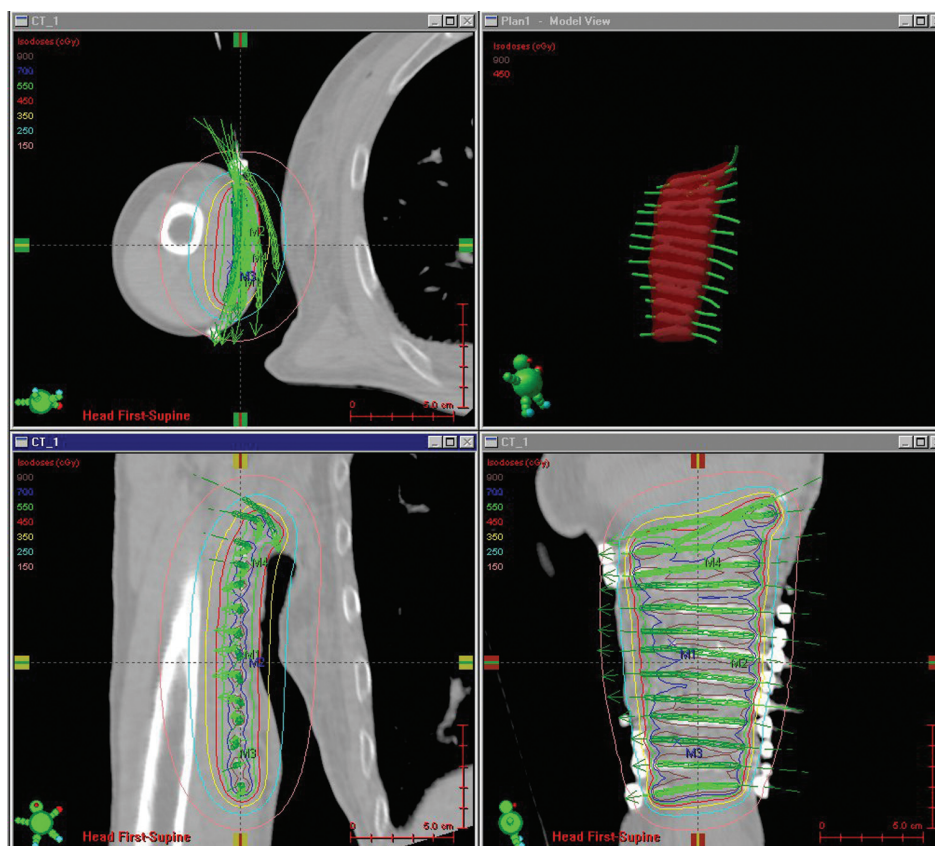 CT_1
Isodoses (cGy)
900
700
550
450
350
250
150
M2
M4
M3
Head First-Supine
0 5.0 cm
Plan1 - Model View
Isodoses (cGy)
900
450
CT_1
Isodoses (cGy)
900
700
550
450
350
250
150
M4
M1
M2
M3
Head First-Supine
0 5.0 cm
CT_1
Isodoses (cGy)
900
700
550
450
350
250
150
M4
M1
M2
M3
Head First-Supine
0 5.0 cm